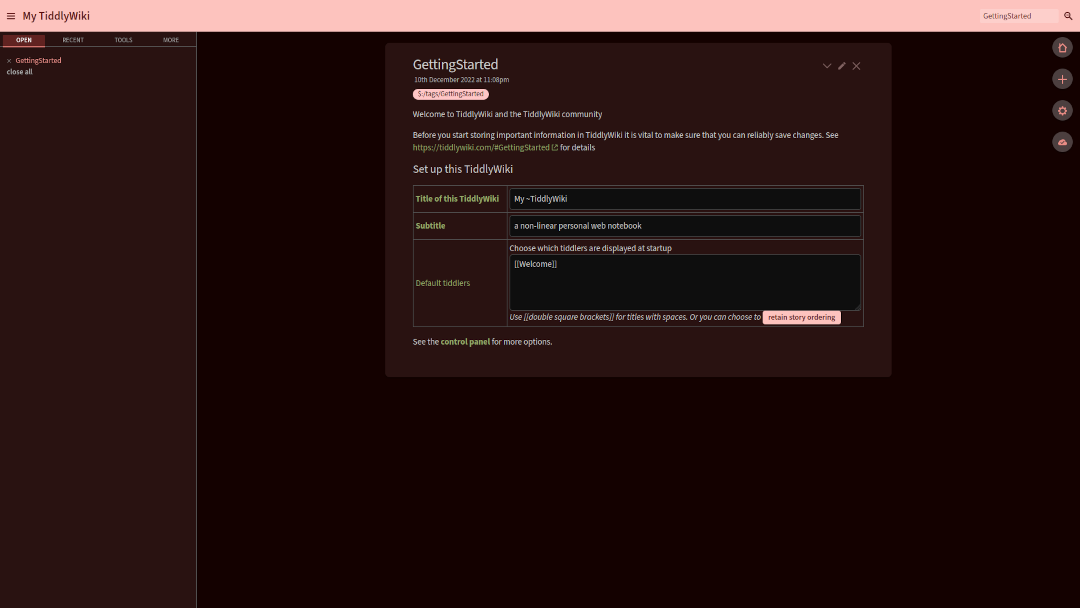 My TiddlyWiki
GettingStarted
OPEN RECENT TOOLS MORE
× GettingStarted
close all
GettingStarted
10th December 2022 at 11:08pm
$:/tags/GettingStarted
Welcome to TiddlyWiki and the TiddlyWiki community
Before you start storing important information in TiddlyWiki it is vital to make sure that you can reliably save changes. See
https://tiddlywiki.com/#GettingStarted for details
Set up this TiddlyWiki
Title of this TiddlyWiki My ~TiddlyWiki
Subtitle a non-linear personal web notebook
Choose which tiddlers are displayed at startup
[[Welcome]]
Default tiddlers
Use [[double square brackets]] for titles with spaces. Or you can choose to retain story ordering
See the control panel for more options.